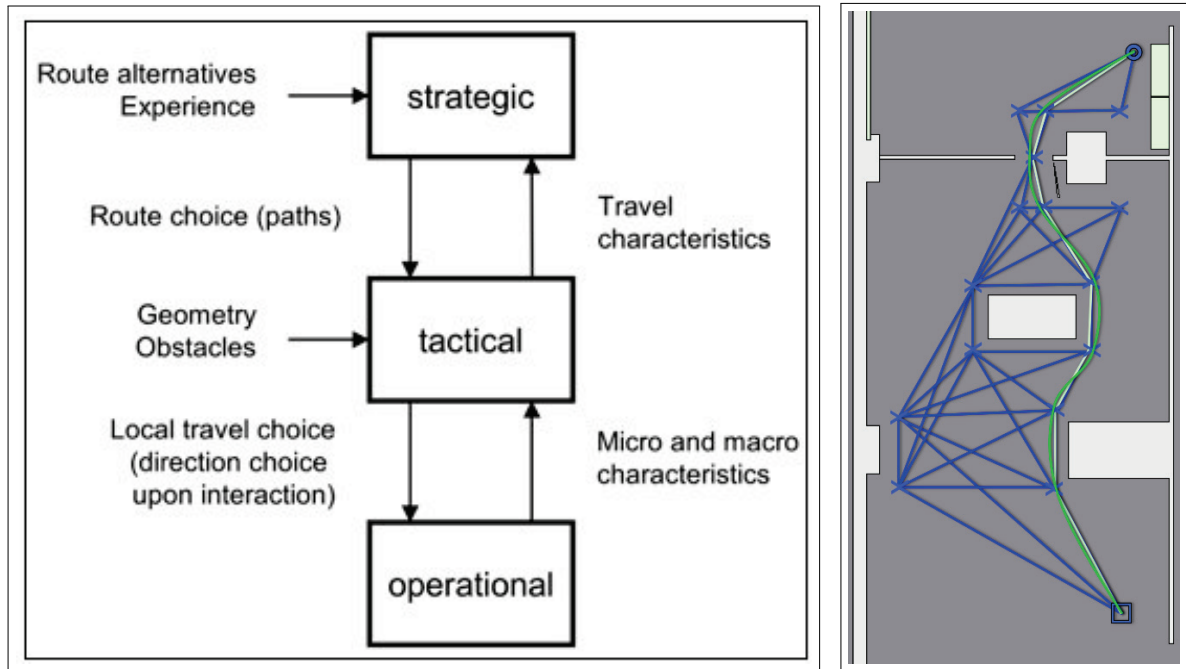 Route alternatives
Experience
strategic
Route choice (paths)
Travel
characteristics
Geometry
Obstacles
tactical
Local travel choice
(direction choice
upon interaction)
Micro and macro
characteristics
operational